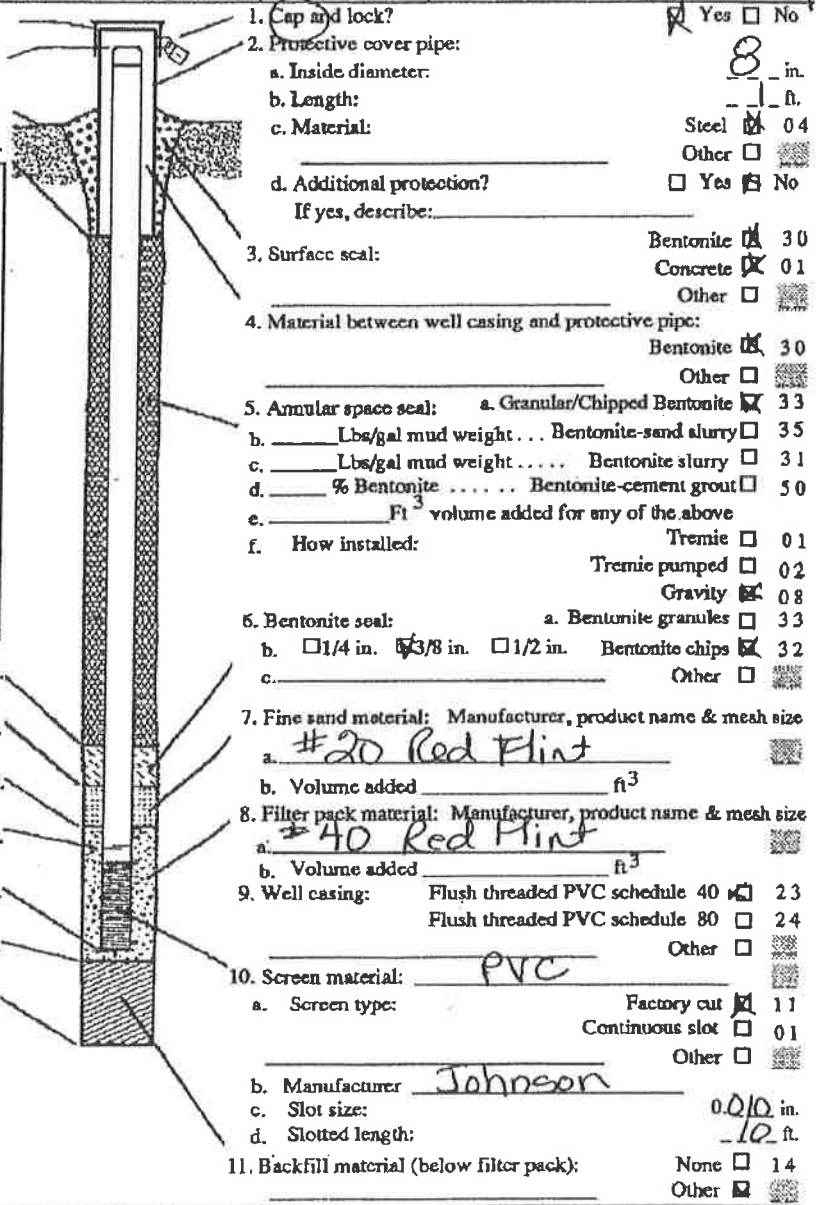 1. Cap and lock? ☒ Yes ☐ No
2. Protective cover pipe:
a. Inside diameter: 8 in.
b. Length: 1 ft.
c. Material: Steel ☒ 04
Other ☐
d. Additional protection? ☐ Yes ☒ No
If yes, describe:
3. Surface seal: Bentonite ☒ 30
Concrete ☒ 01
Other ☐
4. Material between well casing and protective pipe:
Bentonite ☒ 30
Other ☐
5. Annular space seal: a. Granular/Chipped Bentonite ☒ 33
b. ______Lbs/gal mud weight... Bentonite-sand slurry ☐ 35
c. ______Lbs/gal mud weight..... Bentonite slurry ☐ 31
d. ______% Bentonite ...... Bentonite-cement grout ☐ 50
e. ______Ft3 volume added for any of the above
f. How installed: Tremie ☐ 01
Tremie pumped ☐ 02
Gravity ☒ 08
6. Bentonite seal: a. Bentonite granules ☐ 33
b. ☐ 1/4 in. ☒ 3/8 in. ☐ 1/2 in. Bentonite chips ☒ 32
c. ______ Other ☐
7. Fine sand material: Manufacturer, product name & mesh size
a. #20 Red Flint
b. Volume added ______ ft3
8. Filter pack material: Manufacturer, product name & mesh size
a. #40 Red Flint
b. Volume added ______ ft3
9. Well casing: Flush threaded PVC schedule 40 ☒ 23
Flush threaded PVC schedule 80 ☐ 24
Other ☐
10. Screen material: PVC
a. Screen type: Factory cut ☒ 11
Continuous slot ☐ 01
Other ☐
b. Manufacturer Johnson
c. Slot size: 0.010 in.
d. Slotted length: 10 ft.
11. Backfill material (below filter pack): None ☐ 14
Other ☒